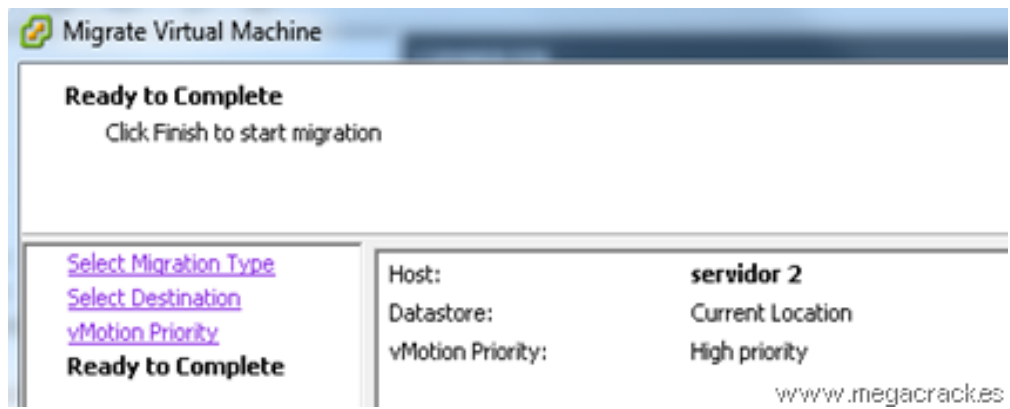 Migrate Virtual Machine
Ready to Complete
Click Finish to start migration
Select Migration Type
Select Destination
vMotion Priority
Ready to Complete
Host: servidor 2
Datastore: Current Location
vMotion Priority: High priority
www.megacrack.es